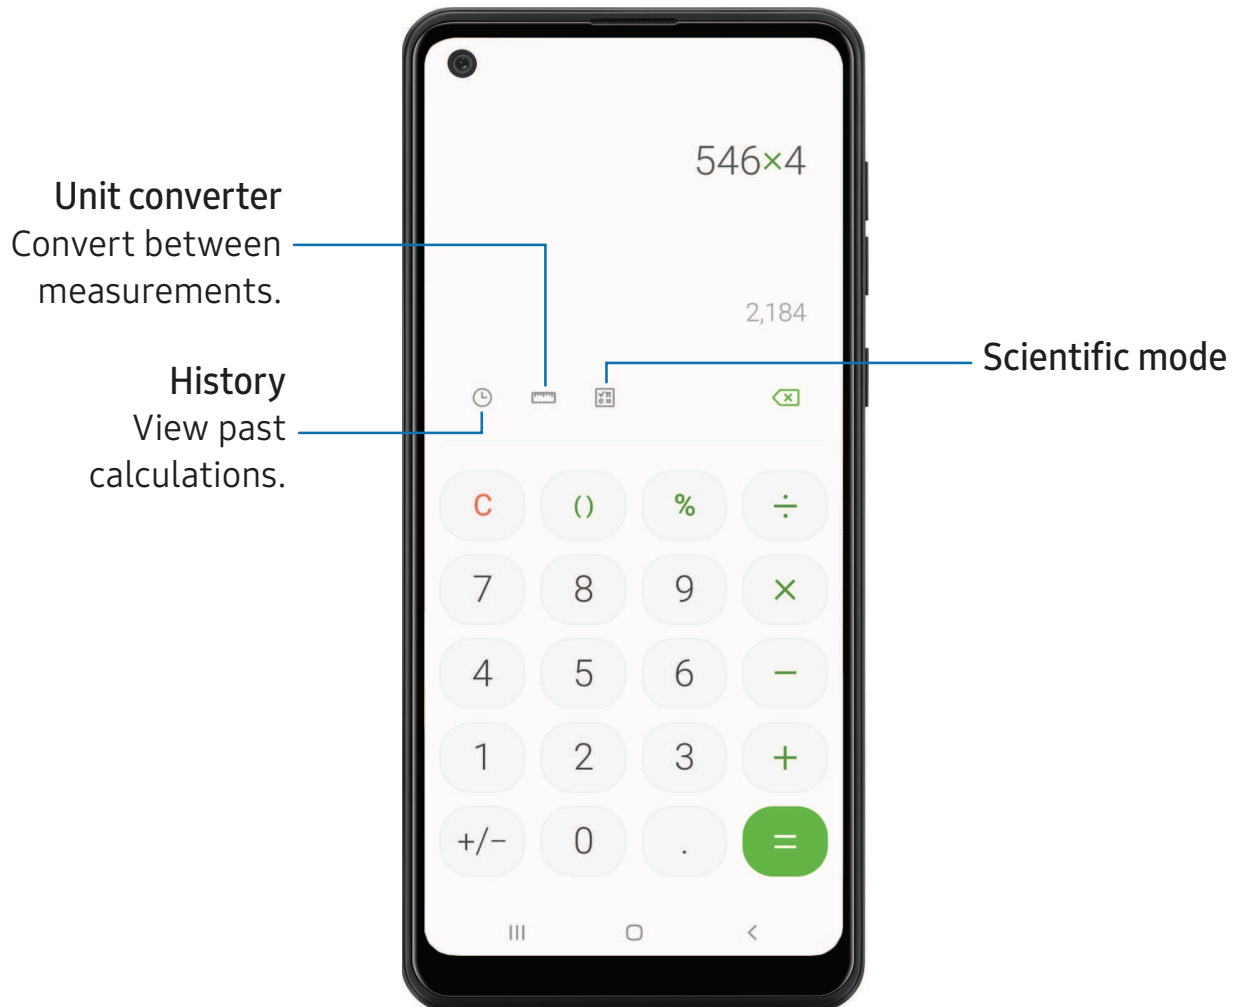 546×4
Unit converter
Convert between
measurements.
2,184
Scientific mode
History
View past
calculations.
√π
e=
C () % ÷
7 8 9 ×
4 5 6 −
1 2 3 +
+/− 0 . =